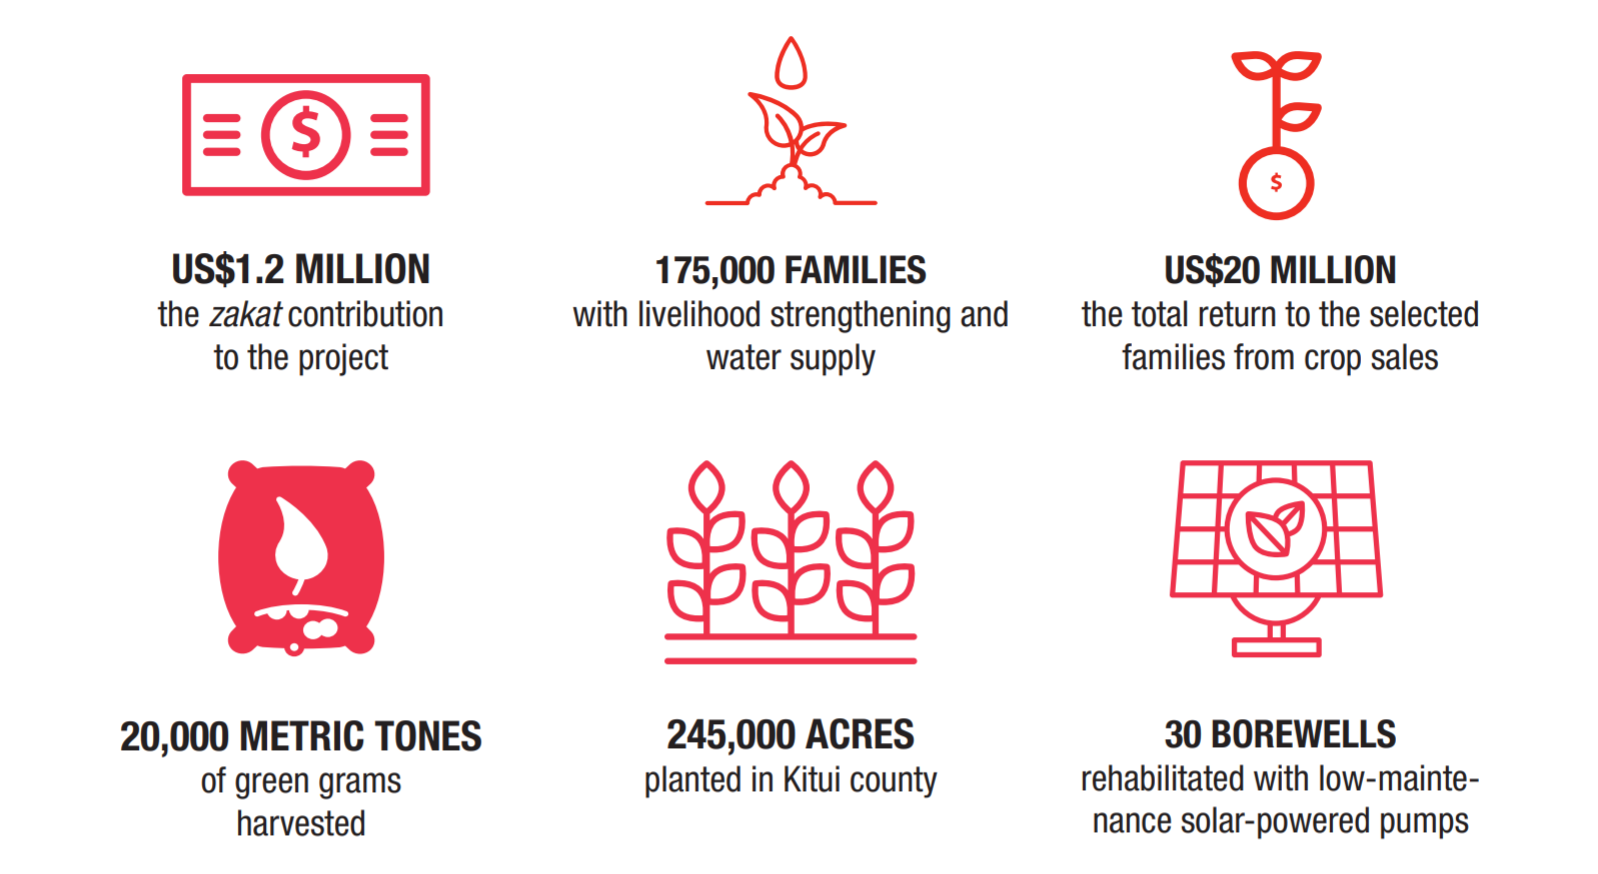 $
$
US$1.2 MILLION
the zakat contribution
to the project
175,000 FAMILIES
with livelihood strengthening and
water supply
US$20 MILLION
the total return to the selected
families from crop sales
20,000 METRIC TONES
of green grams
harvested
245,000 ACRES
planted in Kitui county
30 BOREWELLS
rehabilitated with low-mainte-
nance solar-powered pumps